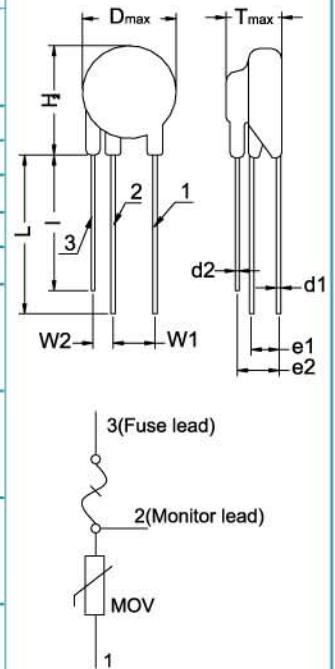 Dmax
Tmax
H
2
1
L
l
3
d2
d1
W2
W1
e1
e2
3(Fuse lead)
2(Monitor lead)
MOV
1